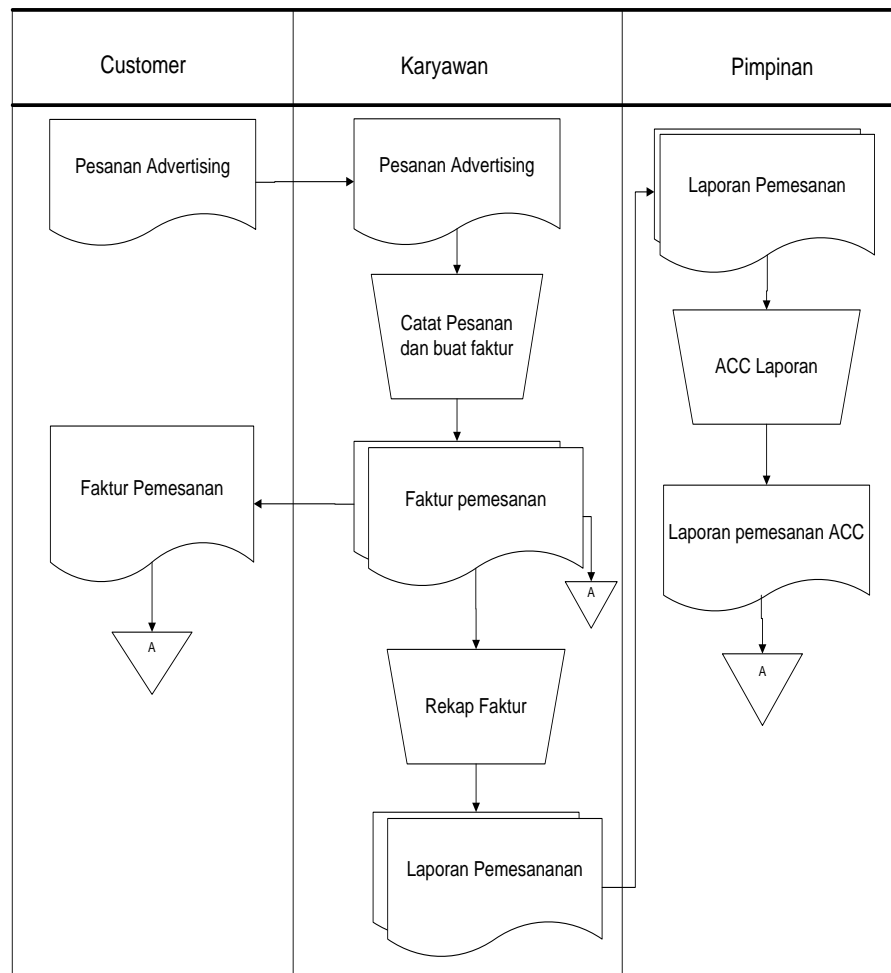 Customer
Karyawan
Pimpinan
Pesanan Advertising
Pesanan Advertising
Laporan Pemesanan
Catat Pesanan
dan buat faktur
ACC Laporan
Faktur Pemesanan
Faktur pemesanan
Laporan pemesanan ACC
A
A
A
Rekap Faktur
Laporan Pemesananan